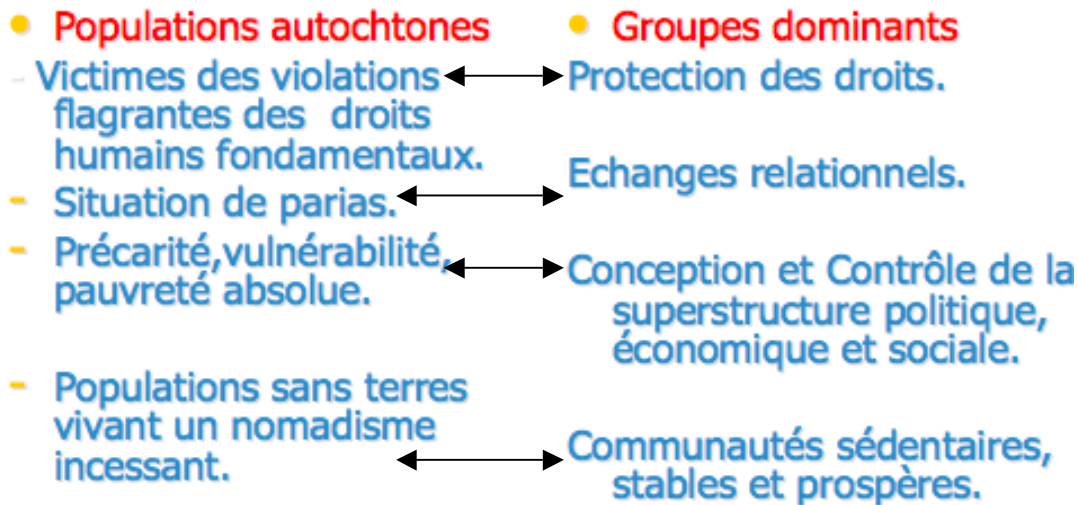 • Populations autochtones
- Victimes des violations
flagrantes des droits
humains fondamentaux.
- Situation de parias.
- Précarité,vulnérabilité,
pauvreté absolue.
- Populations sans terres
vivant un nomadisme
incessant.
• Groupes dominants
Protection des droits.
Echanges relationnels.
Conception et Contrôle de la
superstructure politique,
économique et sociale.
Communautés sédentaires,
stables et prospères.